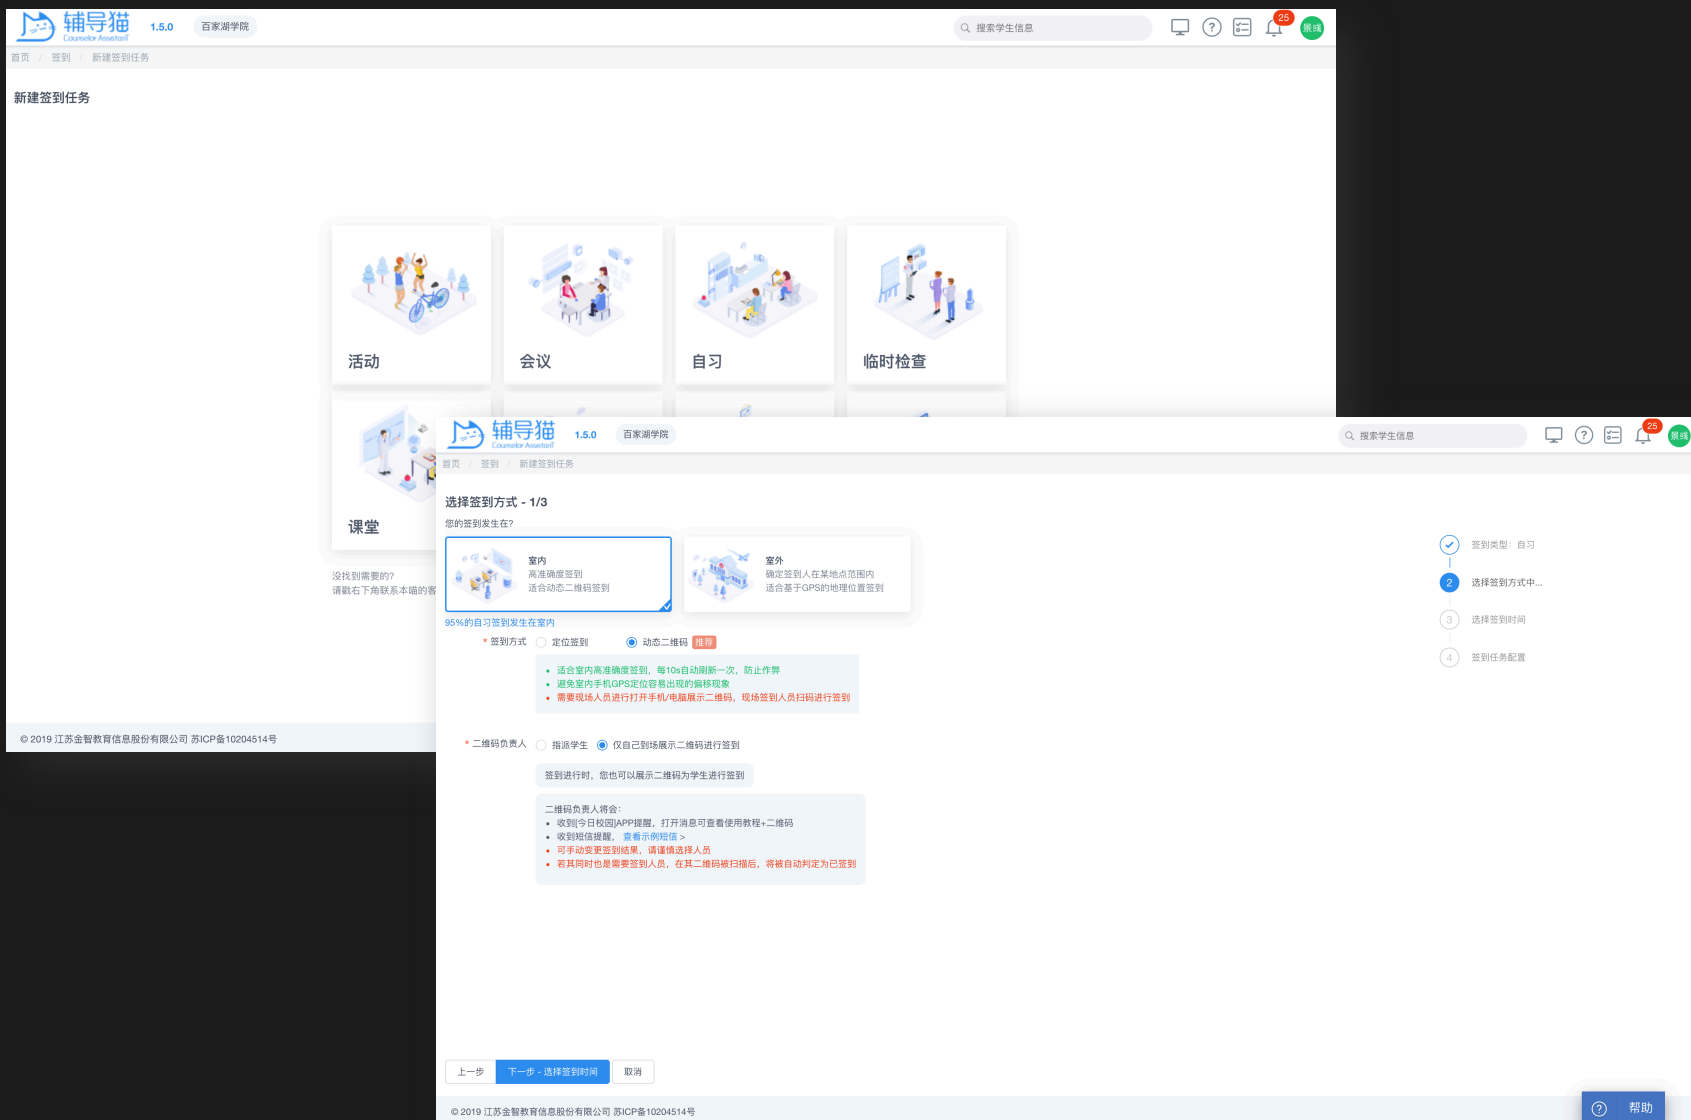 辅导猫
Counselor Assistant
1.5.0
百家湖学院
搜索学生信息
25
景彧
首页 / 签到 / 新建签到任务
新建签到任务
活动
会议
自习
临时检查
课堂
没找到需要的?
请戳右下角联系本喵的客
© 2019 江苏金智教育信息股份有限公司 苏ICP备10204514号
辅导猫
Counselor Assistant
1.5.0
百家湖学院
搜索学生信息
25
首页 / 签到 / 新建签到任务
选择签到方式 - 1/3
您的签到发生在?
室内
高准确度签到
适合动态二维码签到
室外
确定签到人在某地点范围内
适合基于GPS的地理位置签到
95%的自习签到发生在室内
* 签到方式 定位签到 动态二维码 推荐
适合室内高准确度签到，每10s自动刷新一次，防止作弊
避免室内手机GPS定位容易出现的偏移现象
需要现场人员进行打开手机/电脑展示二维码，现场签到人员扫码进行签到
* 二维码负责人 指派学生 仅自己到场展示二维码进行签到
签到进行时，您也可以展示二维码为学生进行签到
二维码负责人将会：
收到[今日校园]APP提醒，打开消息可查看使用教程+二维码
收到短信提醒， 查看示例短信 >
可手动变更签到结果，请谨慎选择人员
若其同时也是需要签到人员，在其二维码被扫描后，将被自动判定为已签到
签到类型：自习
2 选择签到方式中...
3 选择签到时间
4 签到任务配置
上一步
下一步 - 选择签到时间
取消
© 2019 江苏金智教育信息股份有限公司 苏ICP备10204514号
帮助